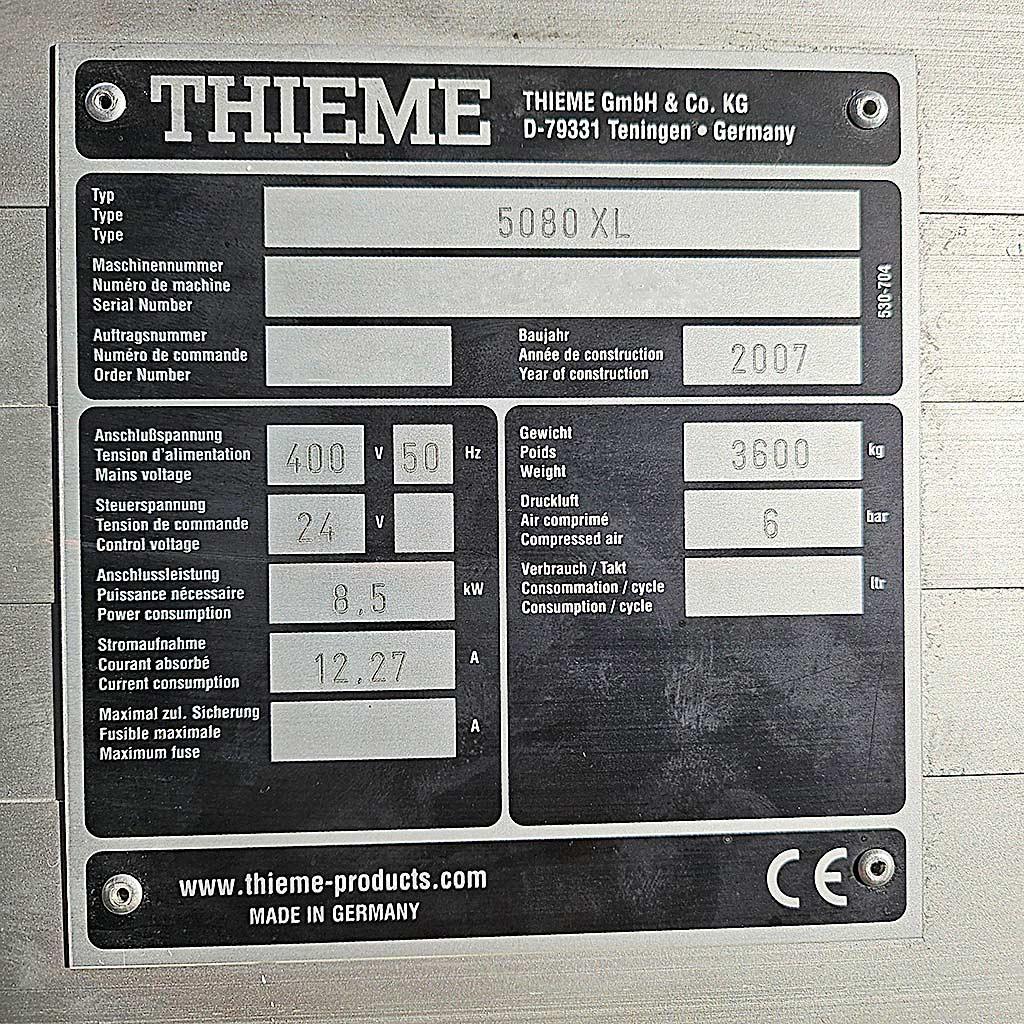 THIEME
THIEME GmbH & Co. KG
D-79331 Teningen • Germany
Typ
Type
Type
5080 XL
Maschinennummer
Numéro de machine
Serial Number
530-704
Auftragsnummer
Numéro de commande
Order Number
Baujahr
Année de construction
Year of construction
2007
Anschlußspannung
Tension d'alimentation
Mains voltage
400 V 50 Hz
Steuerspannung
Tension de commande
Control voltage
24 V
Anschlussleistung
Puissance nécessaire
Power consumption
8,5 kW
Stromaufnahme
Courant absorbé
Current consumption
12,27 A
Maximal zul. Sicherung
Fusible maximale
Maximum fuse
A
Gewicht
Poids
Weight
3600 kg
Druckluft
Air comprimé
Compressed air
6 bar
Verbrauch / Takt
Consommation / cycle
Consumption / cycle
ltr
www.thieme-products.com
MADE IN GERMANY
CE